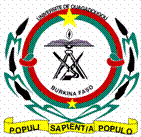 UNIVERSITE DE OUAGADOUGOU
BURKINA FASO
POPULI SAPIENTIA POPULO